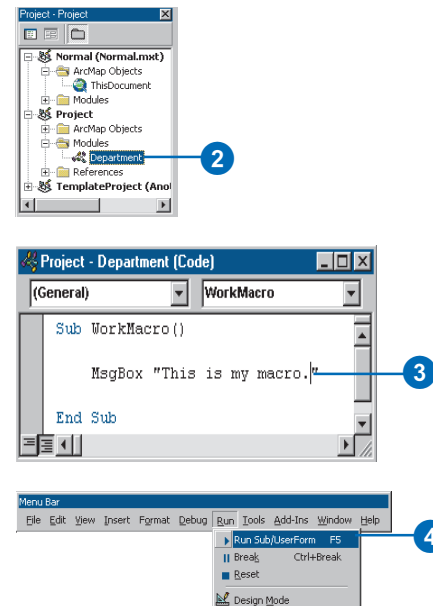 Project - Project
Normal (Normal.mxt)
ArcMap Objects
ThisDocument
Modules
Project
ArcMap Objects
Modules
Department
References
TemplateProject (Anot
2
Project - Department (Code)
(General)
WorkMacro
Sub WorkMacro()
MsgBox "This is my macro."
End Sub
3
Menu Bar
File Edit View Insert Format Debug Run Tools Add-Ins Window Help
Run Sub/UserForm F5
4
Break Ctrl+Break
Reset
Design Mode